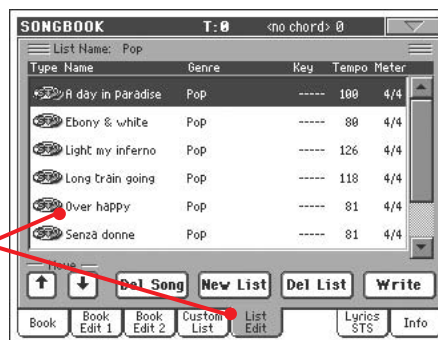 SONGBOOK T:0 <no chord> 0
List Name: Pop
Type Name Genre Key Tempo Meter
A day in paradise Pop ----- 100 4/4
Ebony & white Pop ----- 80 4/4
Light my inferno Pop ----- 126 4/4
Long train going Pop ----- 118 4/4
Over happy Pop ----- 81 4/4
Senza donne Pop ----- 81 4/4
Move
Del Song New List Del List Write
Book Book Edit 1 Book Edit 2 Custom List List Edit Lyrics STS Info